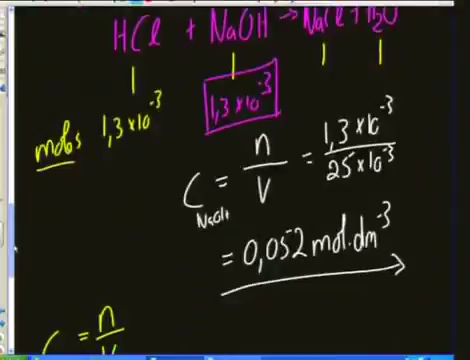 HCl + NaOH → NaCl + H₂O
1 1 1 1
mols 1,3×10⁻³ 1,3×10⁻³
C NaOH = n/V = 1,3×10⁻³/25×10⁻³
= 0,052 mol·dm⁻³
C = n/V